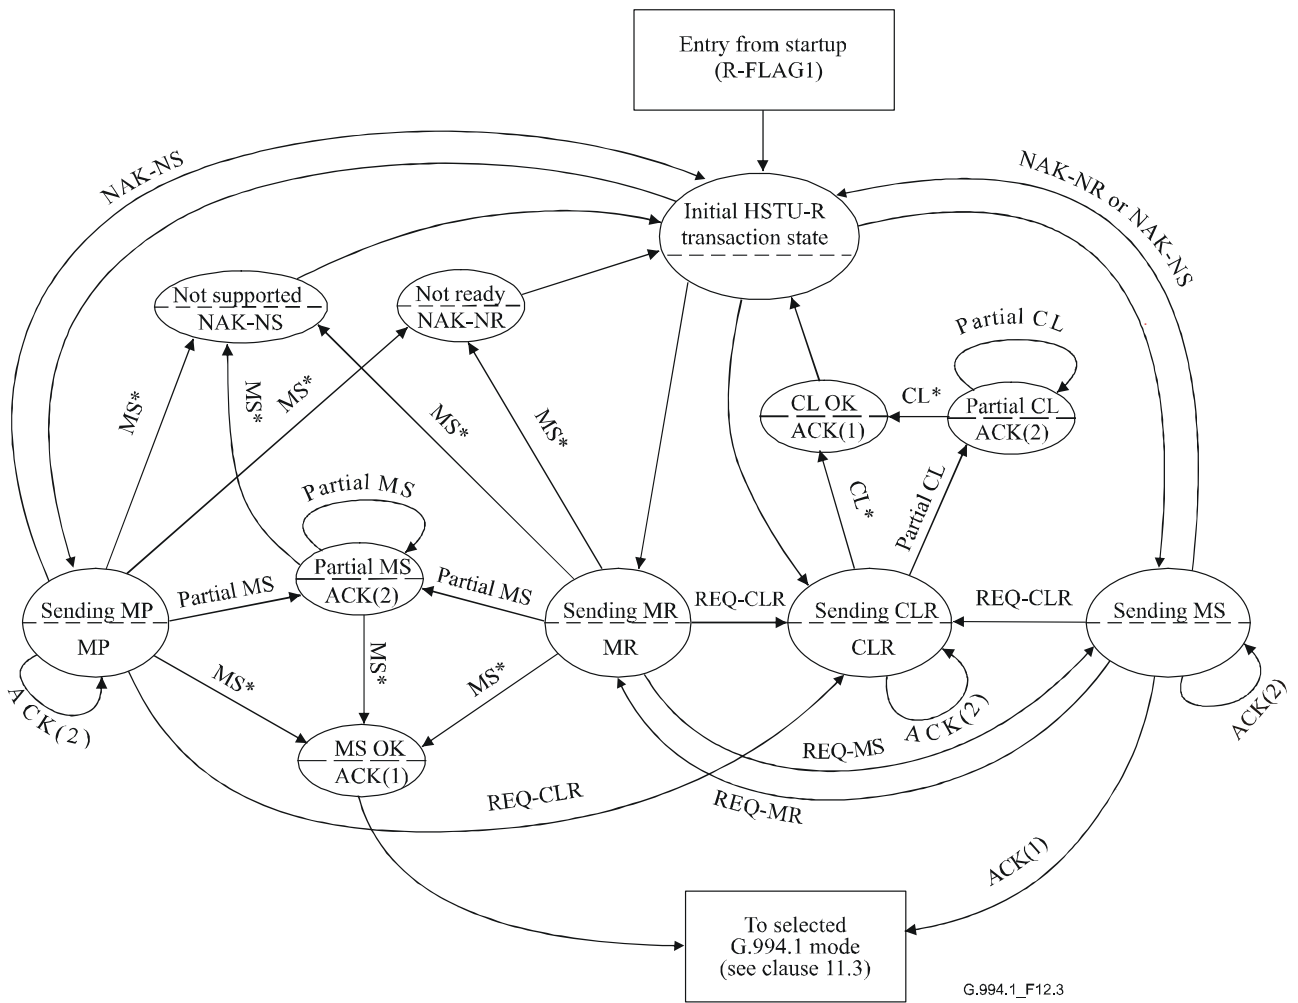 Entry from startup
(R-FLAG1)
NAK-NS
NAK-NR or NAK-NS
Initial HSTU-R
transaction state
Not supported
NAK-NS
Not ready
NAK-NR
Partial CL
MS*
MS*
MS*
MS*
MS*
CL OK
ACK(1)
CL*
Partial CL
ACK(2)
Partial MS
CL*
Partial CL
Partial MS
ACK(2)
Sending MP
MP
Partial MS
Partial MS
Sending MR
MR
REQ-CLR
Sending CLR
CLR
REQ-CLR
Sending MS
ACK(2)
MS*
MS*
MS*
ACK(2)
ACK(2)
MS OK
ACK(1)
REQ-MS
REQ-CLR
REQ-MR
ACK(1)
To selected
G.994.1 mode
(see clause 11.3)
G.994.1_F12.3